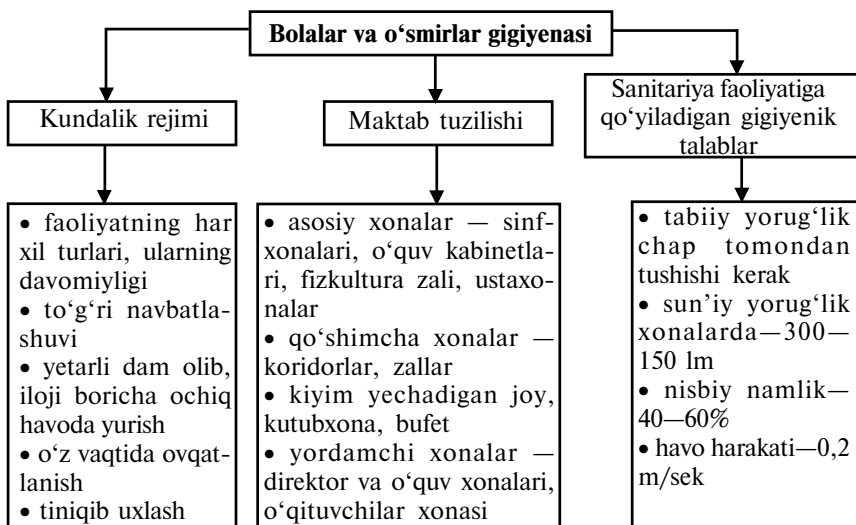 Bolalar va o‘smirlar gigiyenasi
Kundalik rejimi
Maktab tuzilishi
Sanitariya faoliyatiga
qo‘yiladigan gigiyenik
talablar
• faoliyatning har
xil turlari, ularning
davomiyligi
• to‘g‘ri navbatla-
shuvi
• yetarli dam olib,
iloji boricha ochiq
havoda yurish
• o‘z vaqtida ovqat-
lanish
• tiniqib uxlash
• asosiy xonalar — sinf-
xonalari, o‘quv kabinetla-
ri, fizkultura zali, ustaxo-
nalar
• qo‘shimcha xonalar —
koridorlar, zallar
• kiyim yechadigan joy,
kutubxona, bufet
• yordamchi xonalar —
direktor va o‘quv xonalari,
o‘qituvchilar xonasi
• tabiiy yorug‘lik
chap tomondan
tushishi kerak
• sun’iy yorug‘lik
xonalarda—300—
150 lm
• nisbiy namlik—
40—60%
• havo harakati—0,2
m/sek